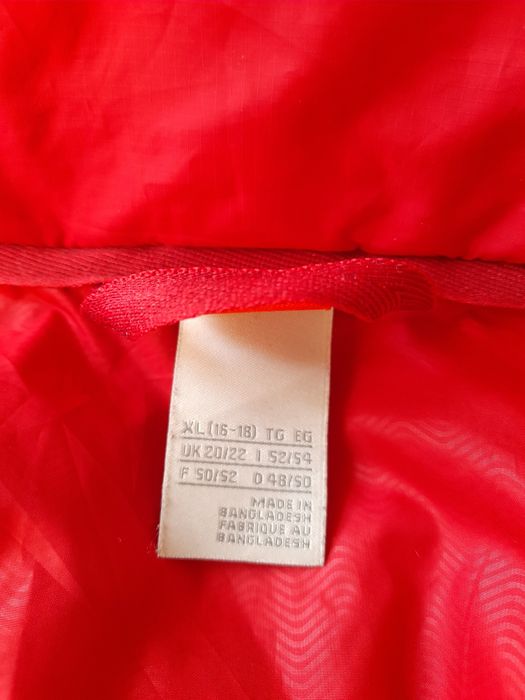 XL (16-18) TG EG
UK 20/22 I 52/54
F 50/52 D 48/50
MADE IN
BANGLADESH
FABRIQUE AU
BANGLADESH